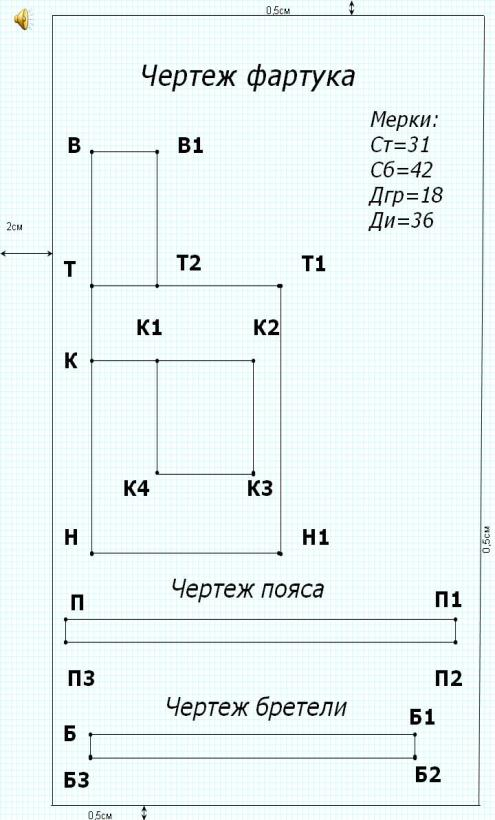 0,5см
Чертеж фартука
Мерки:
Ст=31
Сб=42
Дгр=18
Ди=36
В В1
2см
Т Т2 Т1
К1 К2
К
К4 К3
Н Н1
0,5см
Чертеж пояса
П П1
П3 П2
Чертеж бретели
Б Б1
Б3 Б2
0,5см